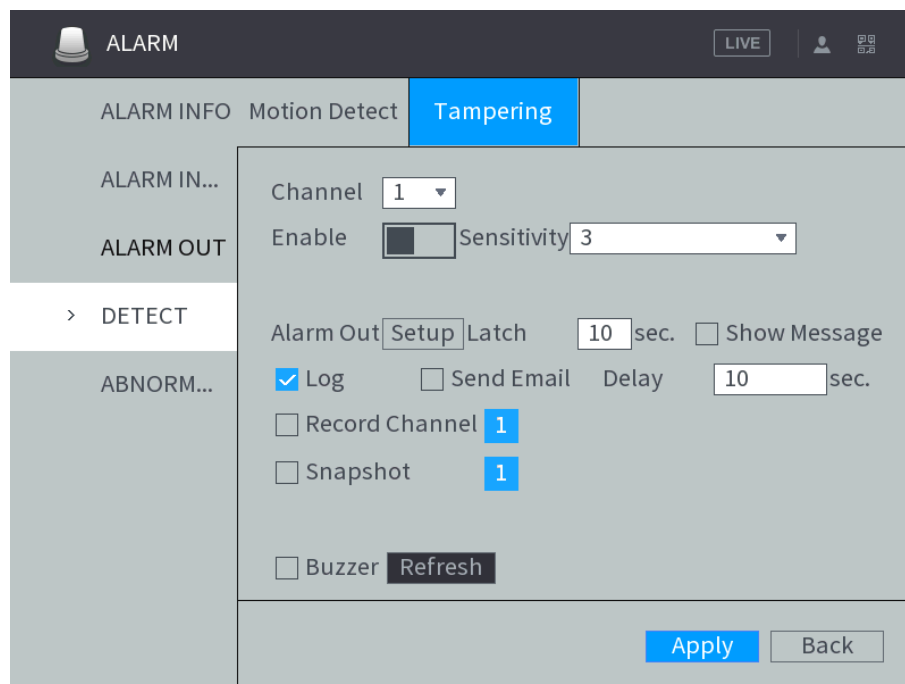 ALARM LIVE
ALARM INFO Motion Detect Tampering
ALARM IN...
Channel 1
ALARM OUT
Enable Sensitivity 3
> DETECT
Alarm Out Setup Latch 10 sec. Show Message
ABNORM...
Log Send Email Delay 10 sec.
Record Channel 1
Snapshot 1
Buzzer Refresh
Apply Back